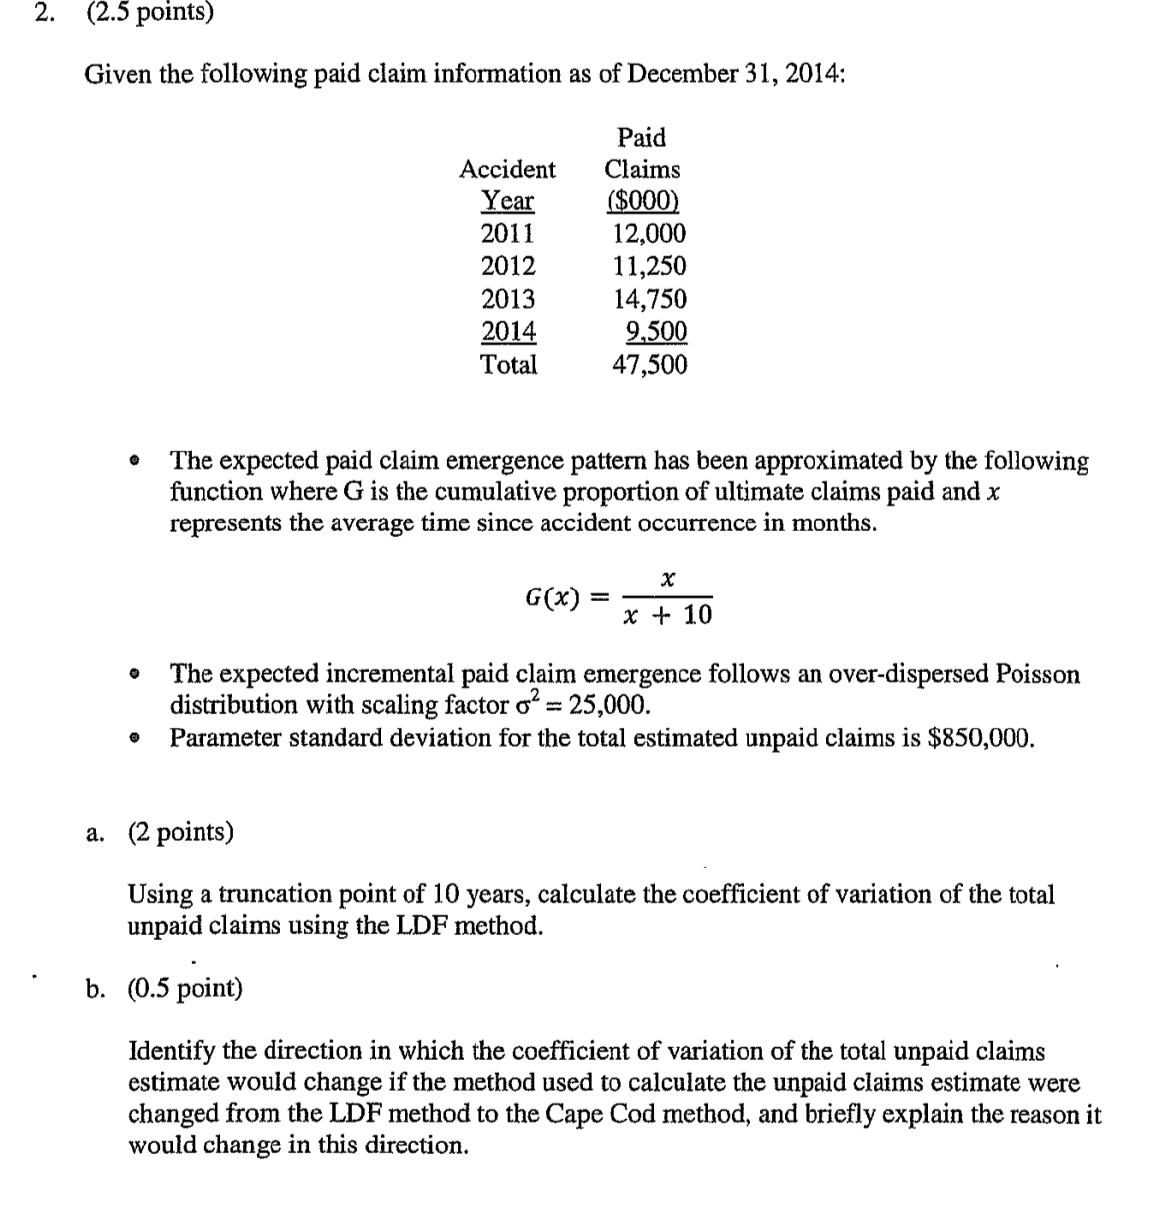 2. (2.5 points)
Given the following paid claim information as of December 31, 2014:
Paid
Accident Claims
Year ($000)
2011 12,000
2012 11,250
2013 14,750
2014 9,500
Total 47,500
• The expected paid claim emergence pattern has been approximated by the following
function where G is the cumulative proportion of ultimate claims paid and x
represents the average time since accident occurrence in months.
G(x) = x / (x + 10)
• The expected incremental paid claim emergence follows an over-dispersed Poisson
distribution with scaling factor σ² = 25,000.
• Parameter standard deviation for the total estimated unpaid claims is $850,000.
a. (2 points)
Using a truncation point of 10 years, calculate the coefficient of variation of the total
unpaid claims using the LDF method.
b. (0.5 point)
Identify the direction in which the coefficient of variation of the total unpaid claims
estimate would change if the method used to calculate the unpaid claims estimate were
changed from the LDF method to the Cape Cod method, and briefly explain the reason it
would change in this direction.